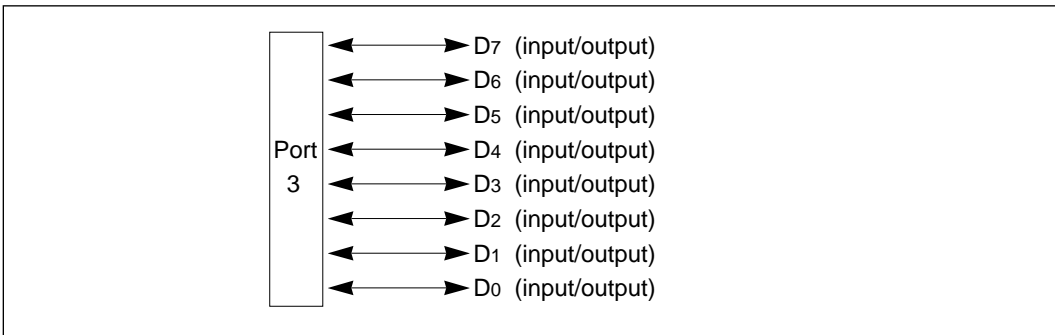 D7 (input/output)
D6 (input/output)
D5 (input/output)
Port D4 (input/output)
3 D3 (input/output)
D2 (input/output)
D1 (input/output)
D0 (input/output)